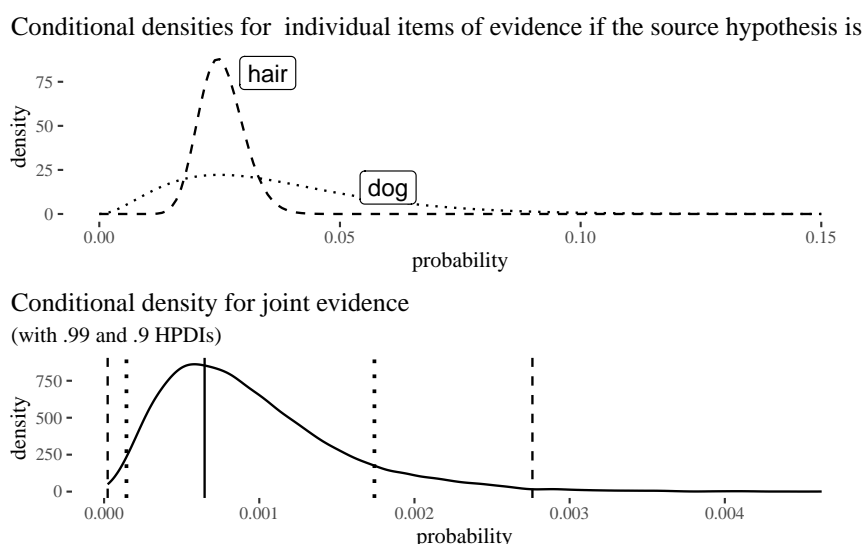 Conditional densities for  individual items of evidence if the source hypothesis is
hair
dog
75
50
25
0
density
0.00 0.05 0.10 0.15
probability
Conditional density for joint evidence
(with .99 and .9 HPDIs)
750
500
250
0
density
0.000 0.001 0.002 0.003 0.004
probability